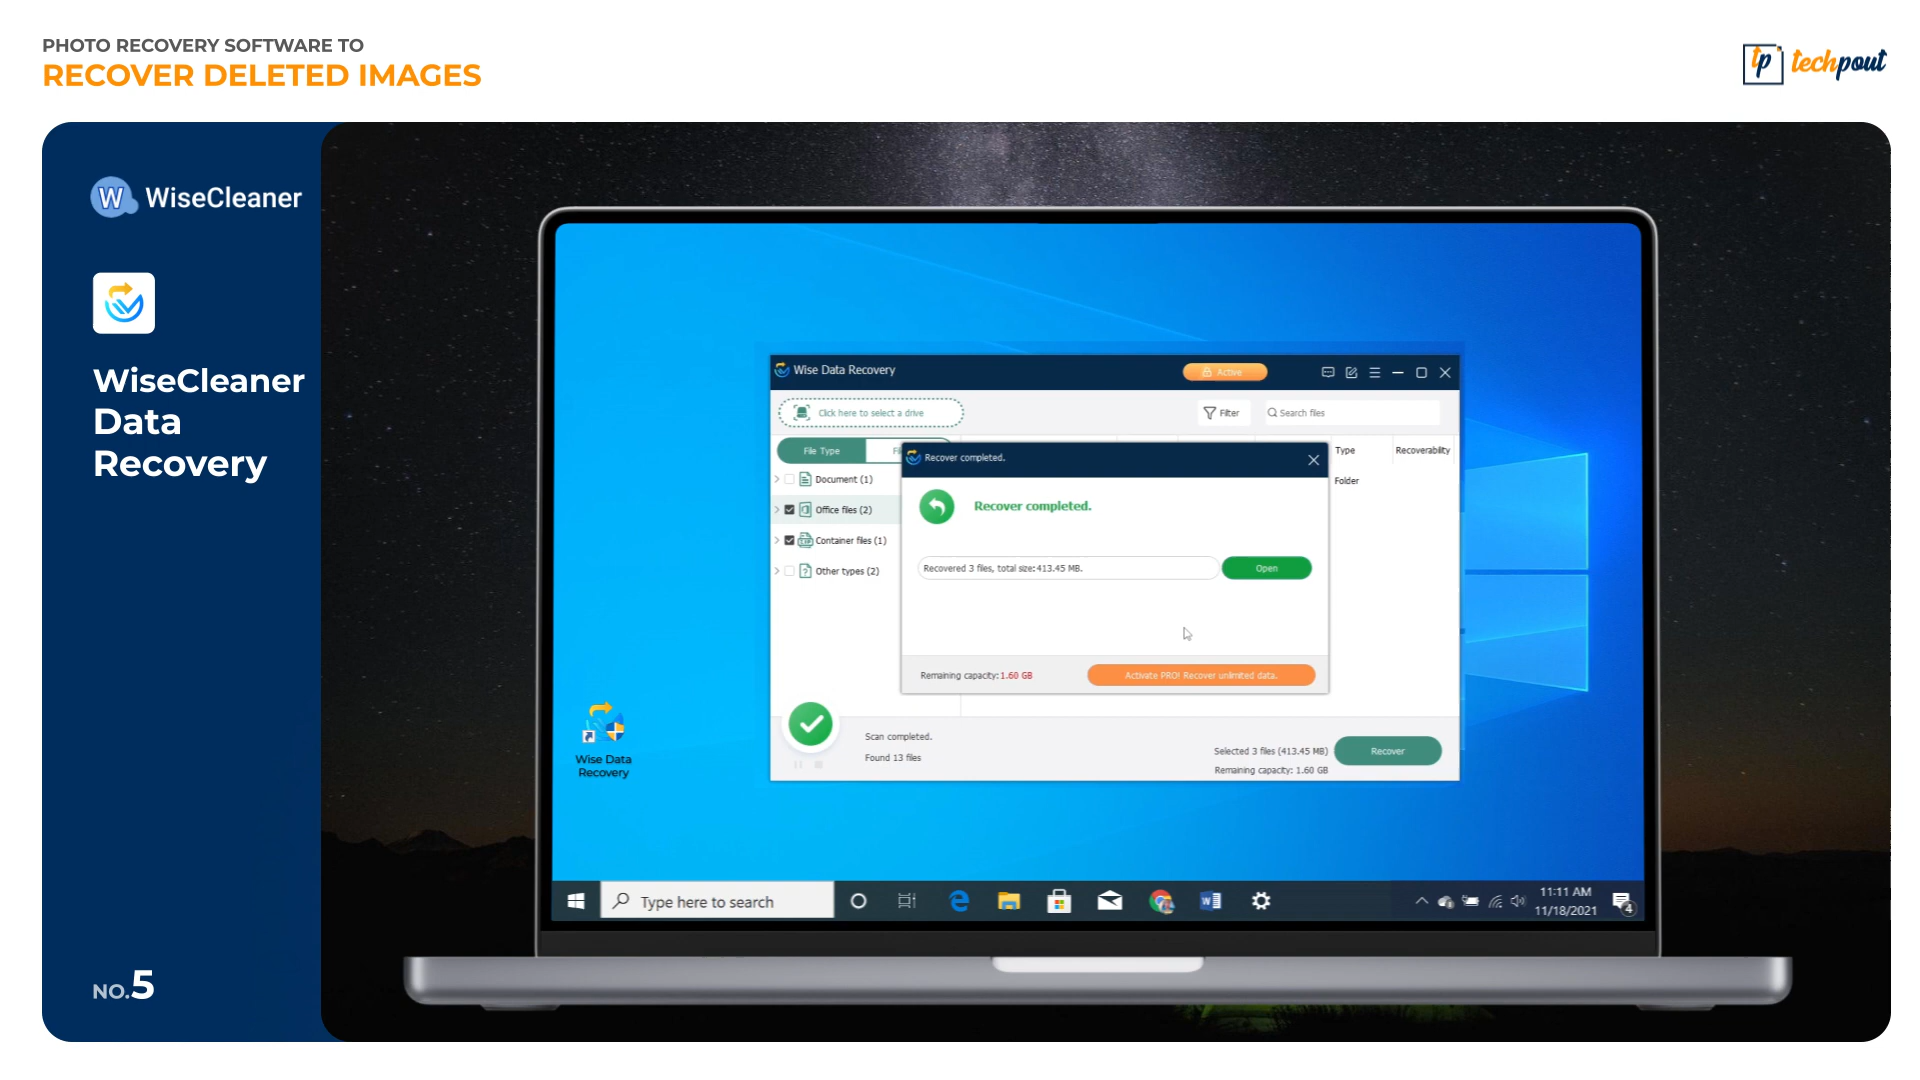 PHOTO RECOVERY SOFTWARE TO
RECOVER DELETED IMAGES
tp techpout
W WiseCleaner
WiseCleaner
Data
Recovery
NO.5
Wise Data Recovery
Active
Click here to select a drive
Filter
Search files
File Type
Type
Recoverability
Document (1)
Folder
Office files (2)
Container files (1)
Other types (2)
Recover completed.
Recover completed.
Recovered 3 files, total size: 413.45 MB.
Open
Remaining capacity: 1.60 GB
Activate PRO! Recover unlimited data.
Scan completed.
Found 13 files
Selected 3 files (413.45 MB)
Remaining capacity: 1.60 GB
Recover
Wise Data
Recovery
Type here to search
11:11 AM
11/18/2021
4